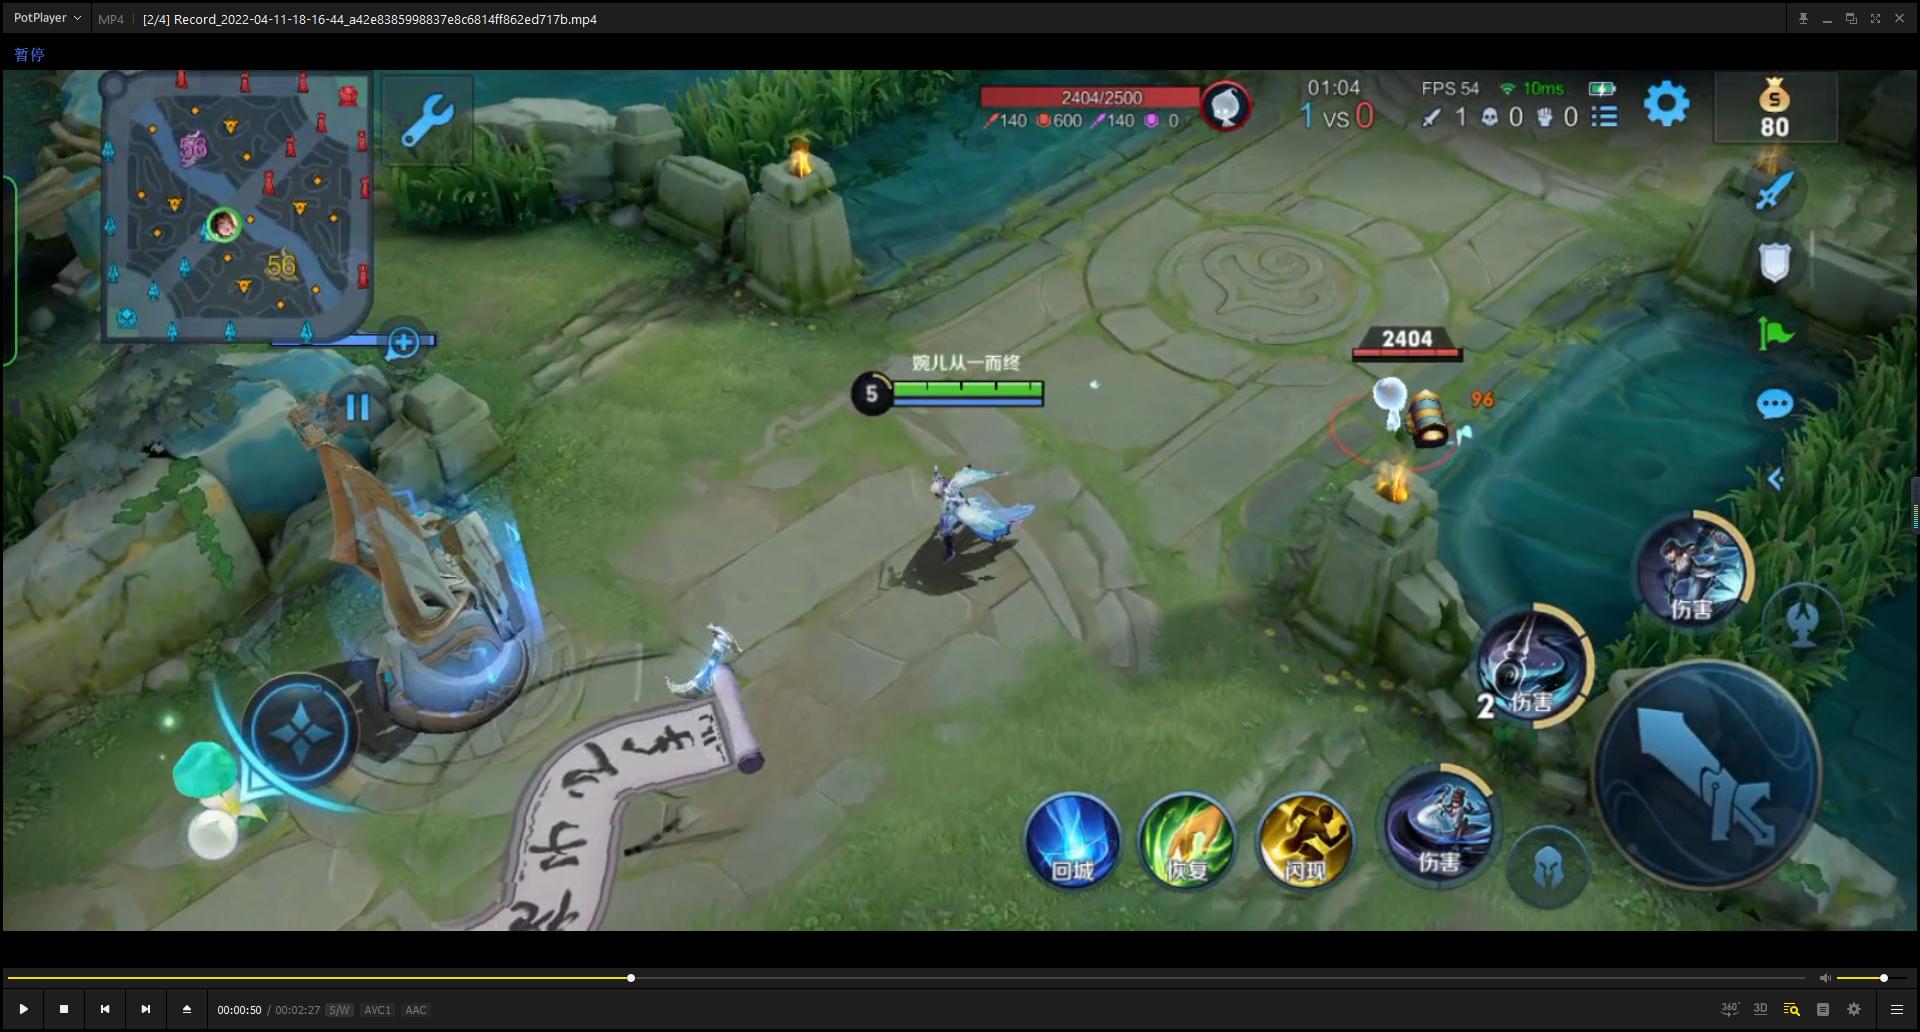 PotPlayer MP4 [2/4] Record_2022-04-11-18-16-44_a42e8385998837e8c6814ff862ed717b.mp4
暂停
2404/2500
140 600 140 0
01:04
1 VS 0
FPS 54 10ms
1 0 0
80
56
56
2404
婉儿从一而终
5
96
伤害
2 伤害
伤害
回城 恢复 闪现
00:00:50 / 00:02:27 S/W AVC1 AAC
360° 3D